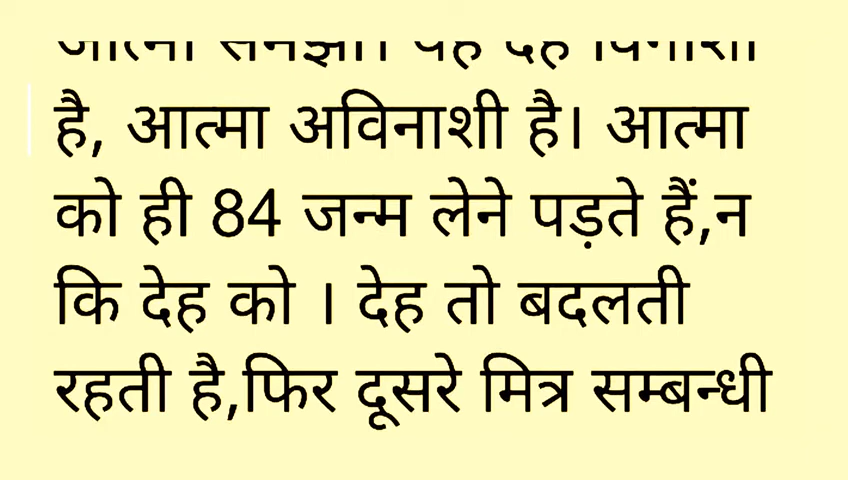 है, आत्मा अविनाशी है। आत्मा
को ही 84 जन्म लेने पड़ते हैं,न
कि देह को । देह तो बदलती
रहती है,फिर दूसरे मित्र सम्बन्धी